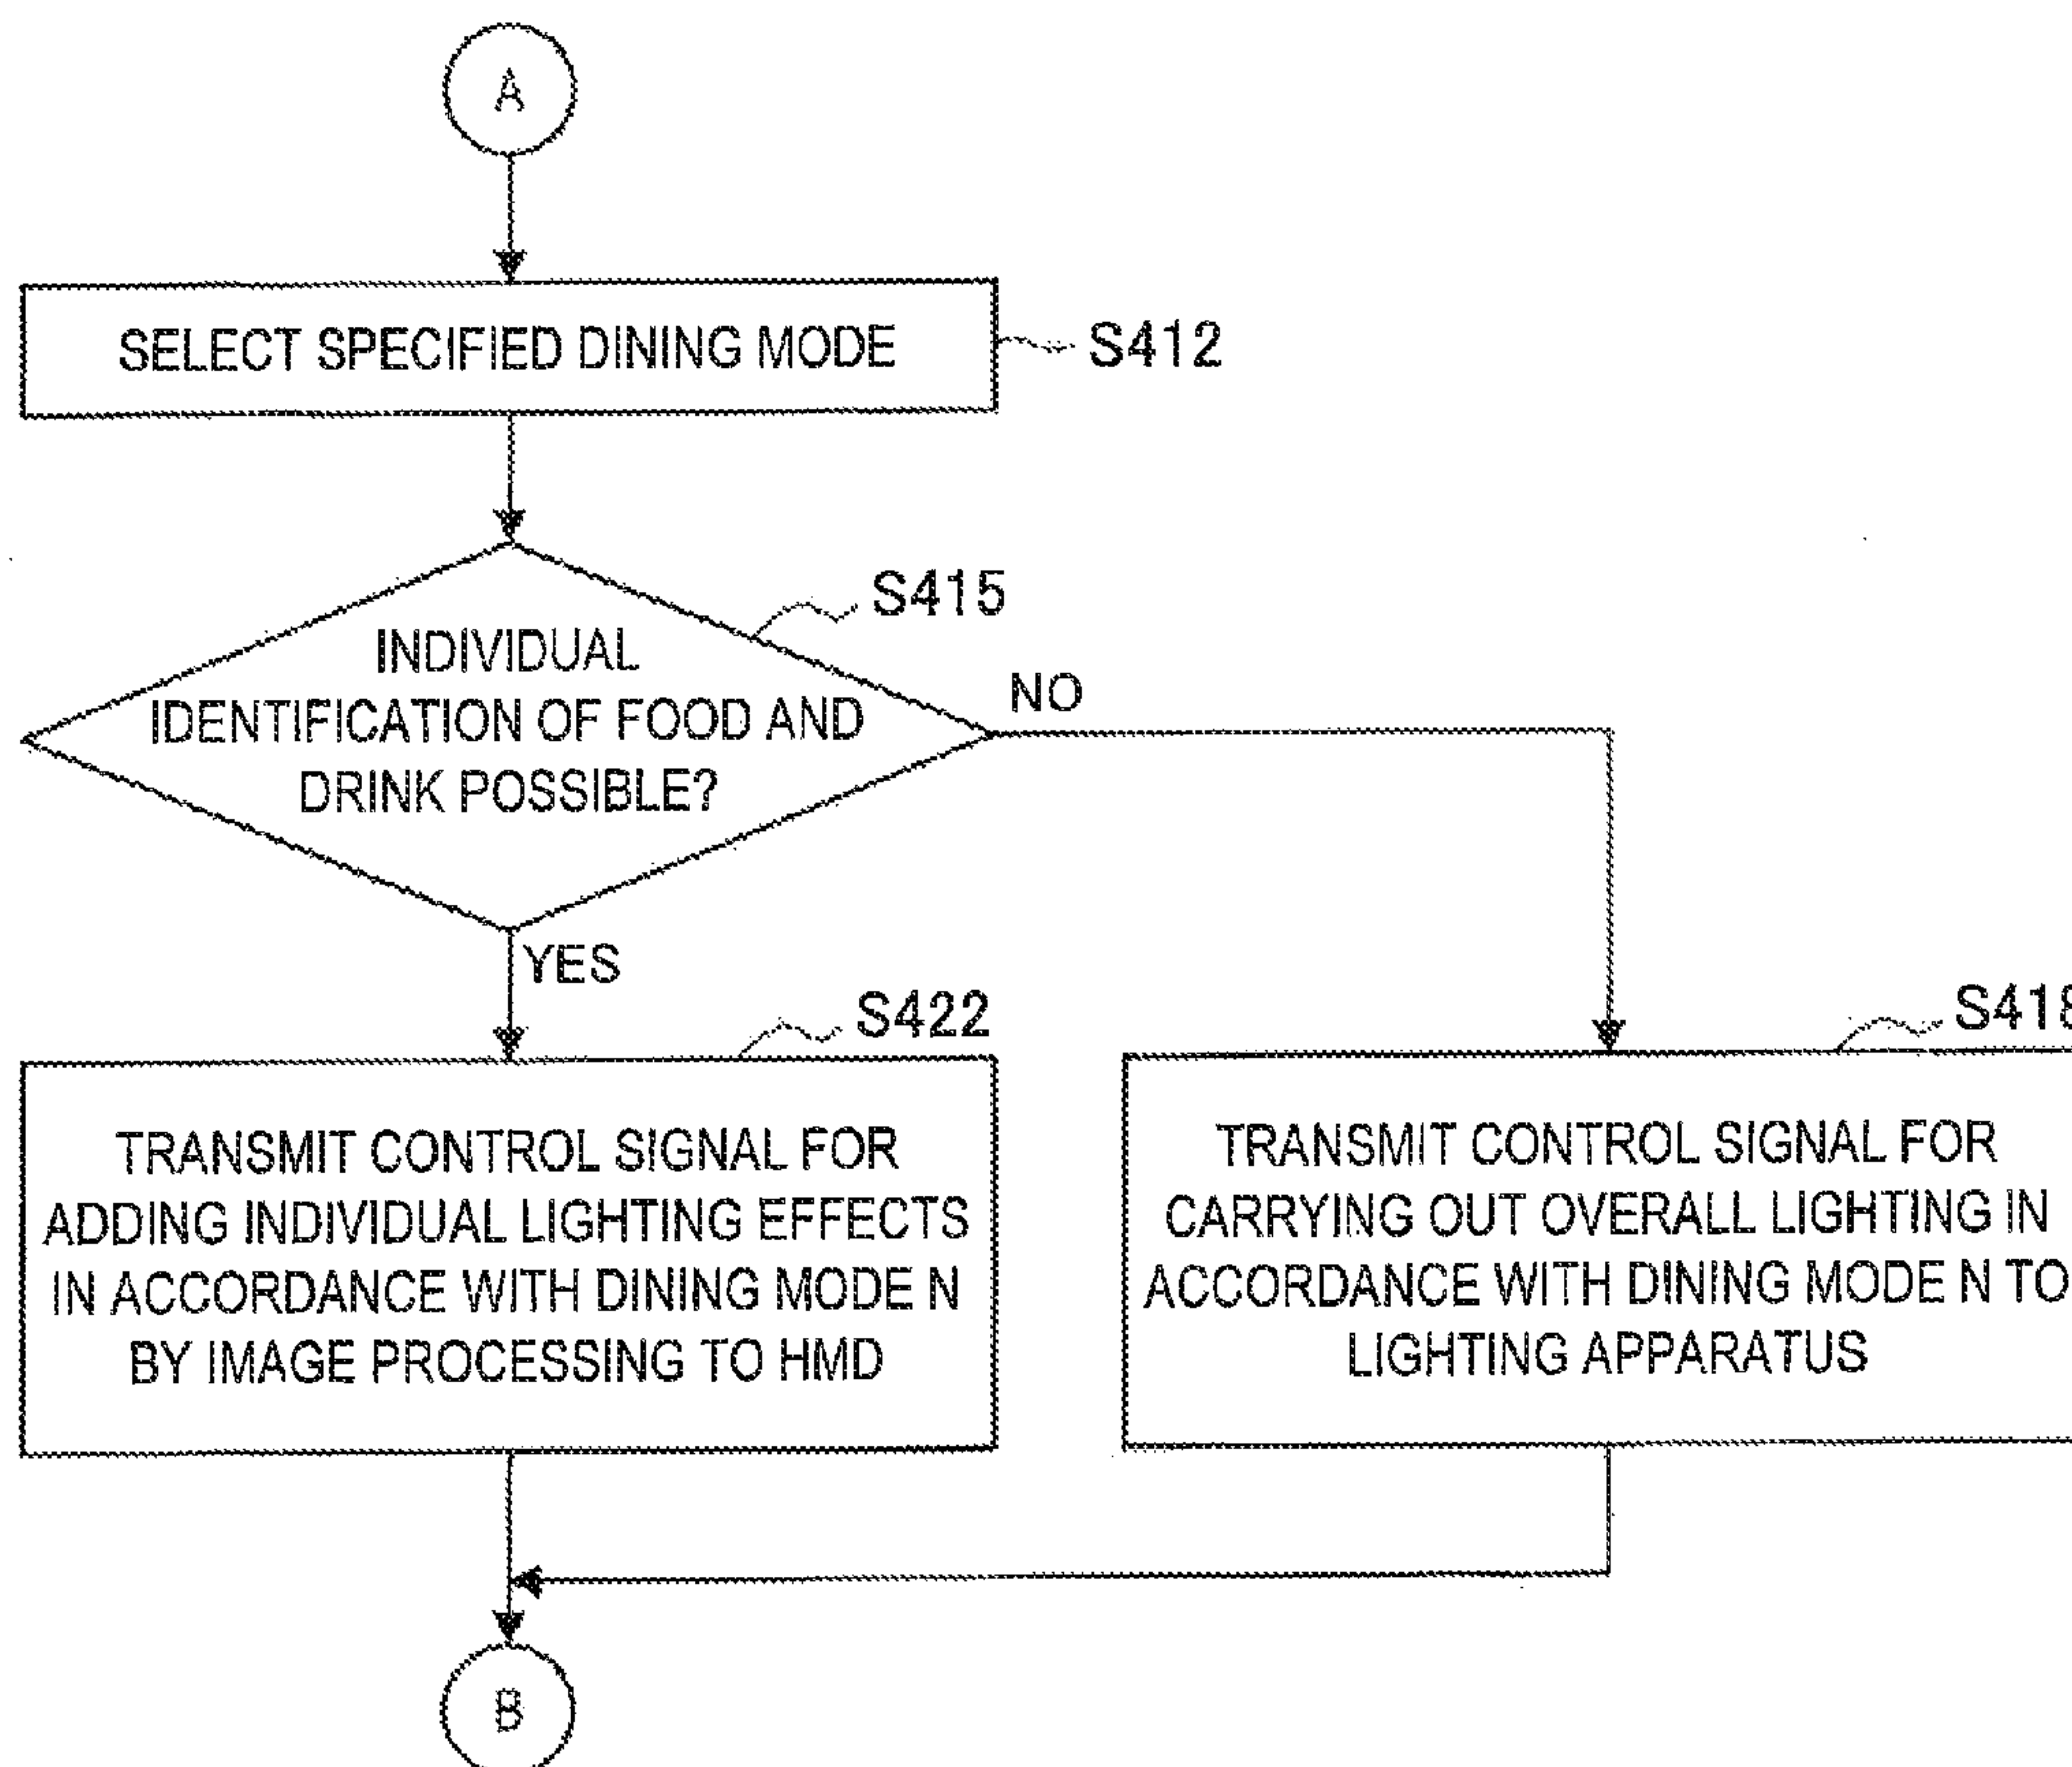 A
SELECT SPECIFIED DINING MODE
S412
S415
INDIVIDUAL
IDENTIFICATION OF FOOD AND
DRINK POSSIBLE?
NO
YES
S422
TRANSMIT CONTROL SIGNAL FOR
ADDING INDIVIDUAL LIGHTING EFFECTS
IN ACCORDANCE WITH DINING MODE N
BY IMAGE PROCESSING TO HMD
S418
TRANSMIT CONTROL SIGNAL FOR
CARRYING OUT OVERALL LIGHTING IN
ACCORDANCE WITH DINING MODE N TO
LIGHTING APPARATUS
B